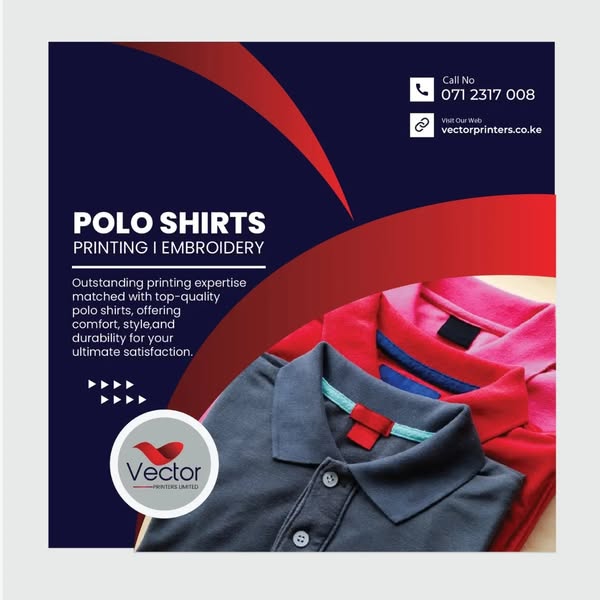 Call No
071 2317 008
Visit Our Web
vectorprinters.co.ke
POLO SHIRTS
PRINTING I EMBROIDERY
Outstanding printing expertise
matched with top-quality
polo shirts, offering
comfort, style,and
durability for your
ultimate satisfaction.
Vector
PRINTERS LIMITED